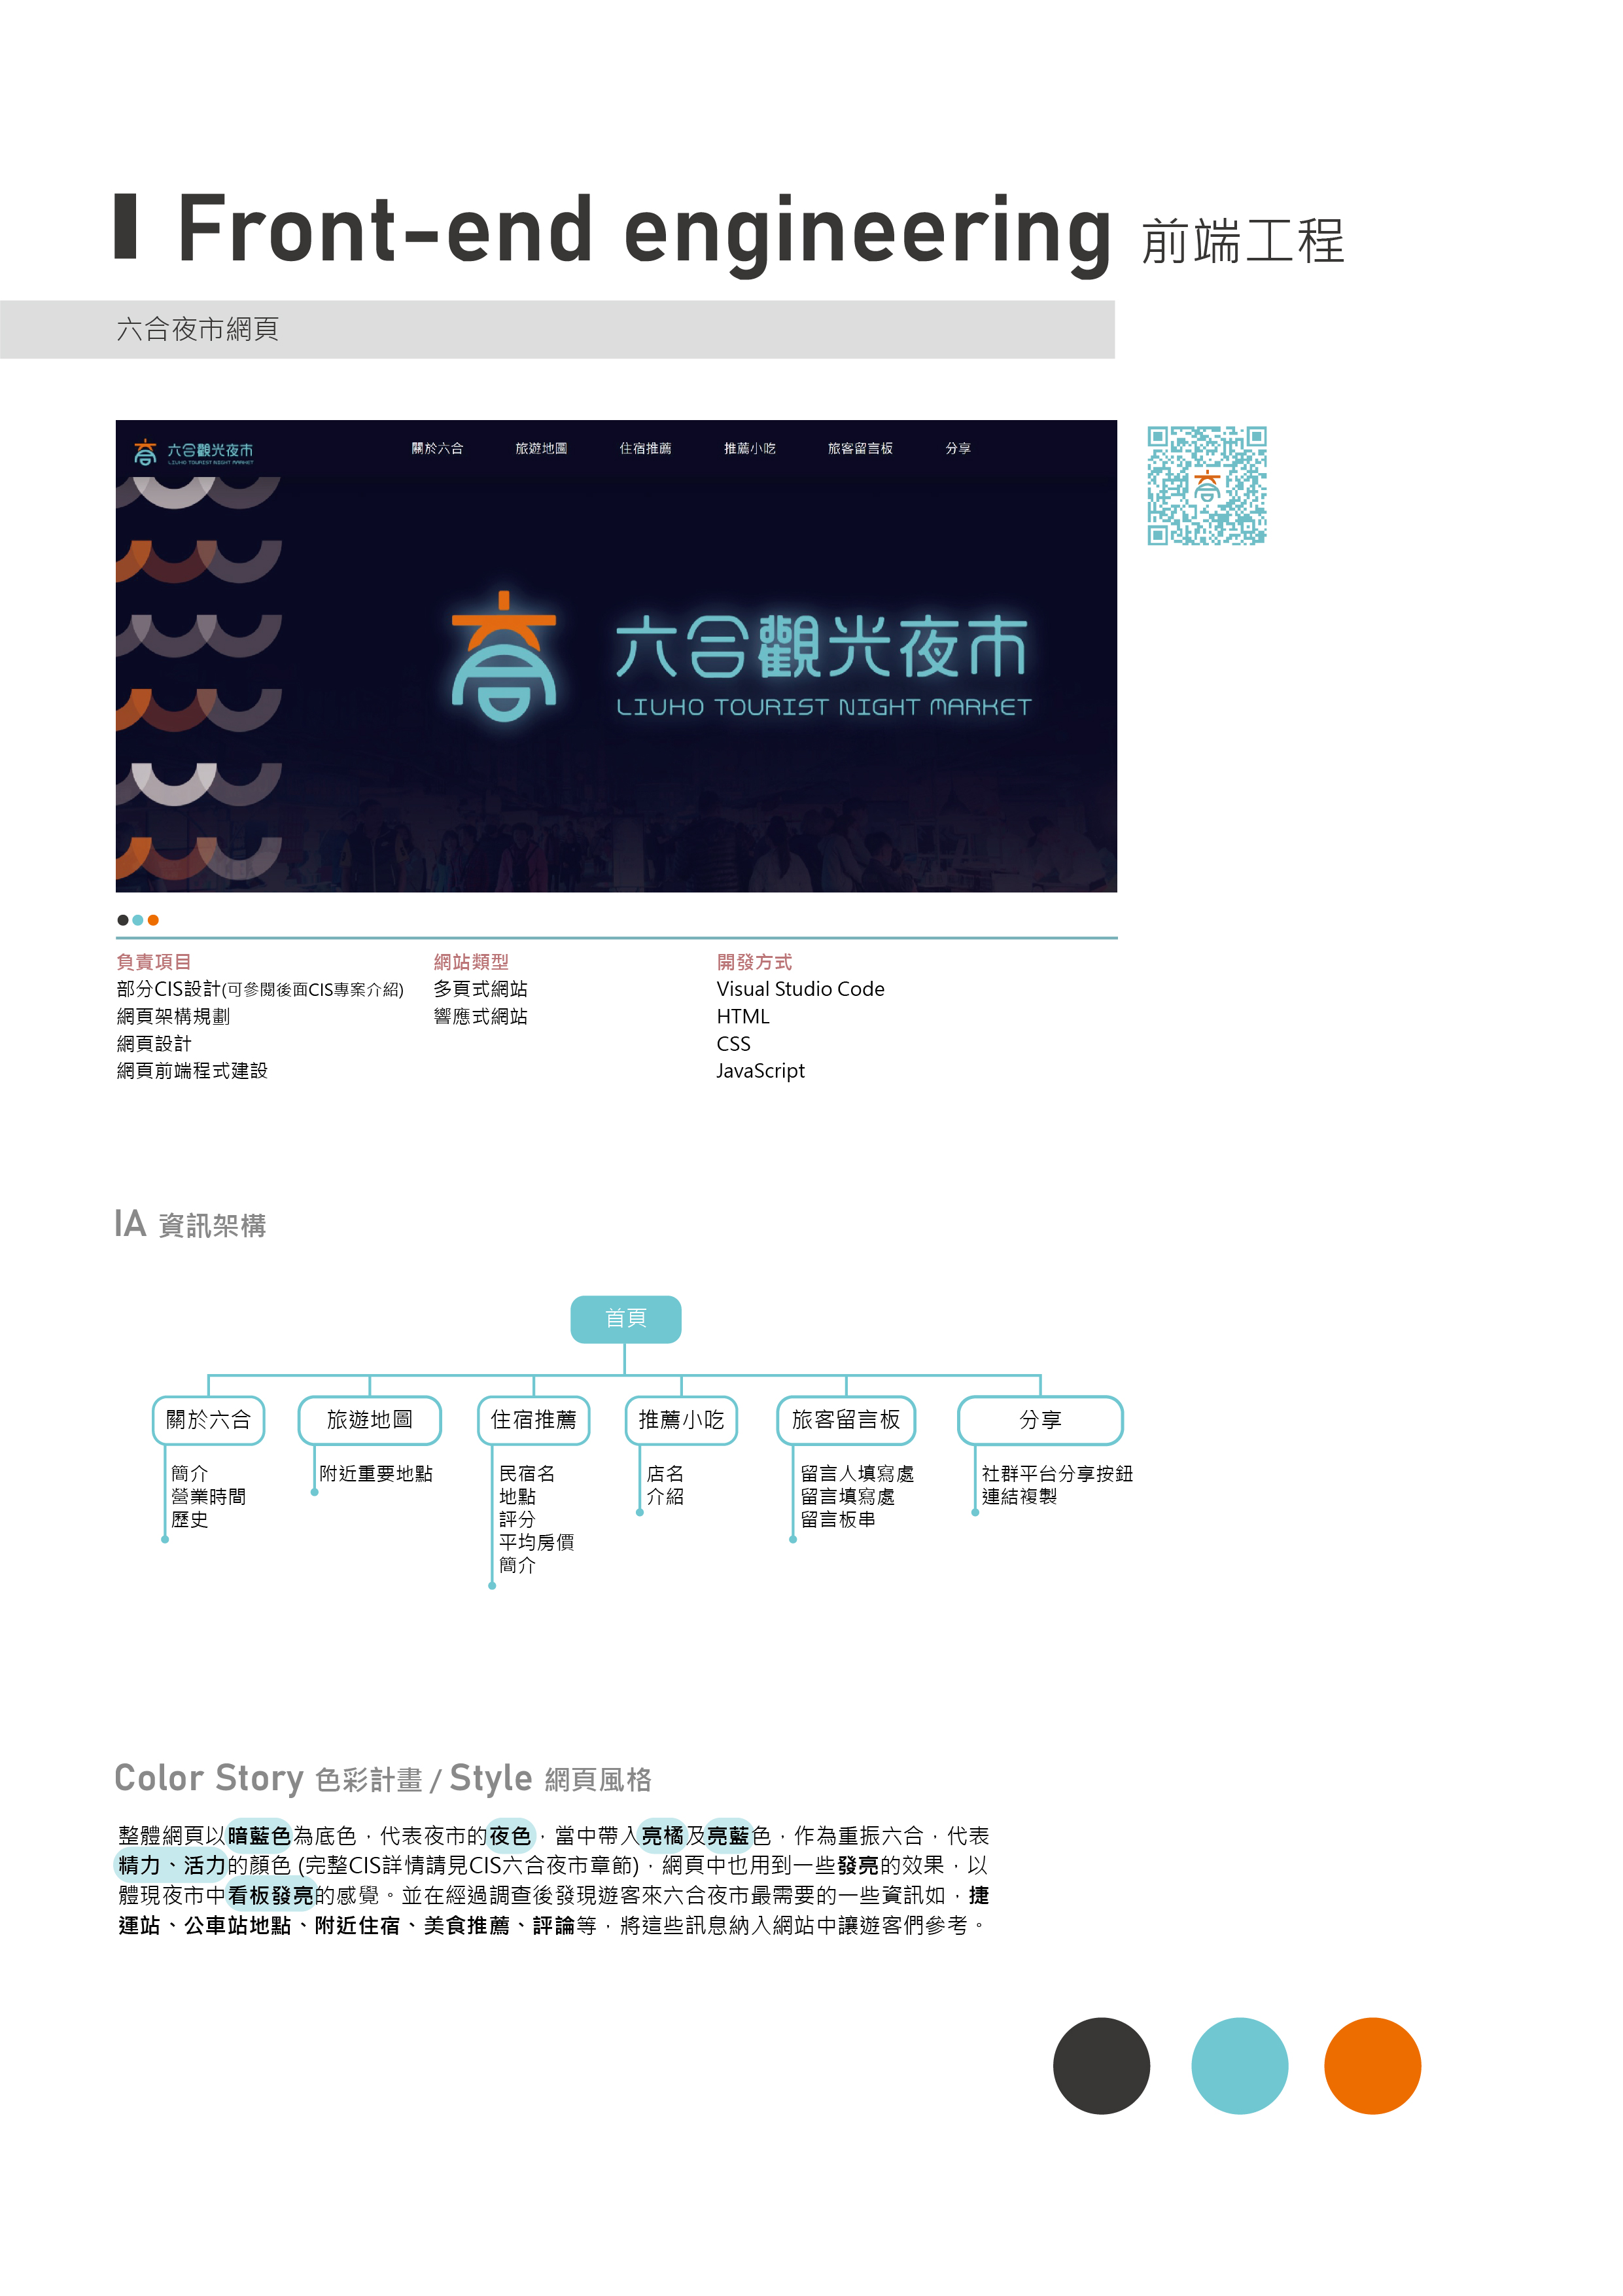 Front-end engineering 前端工程
六合夜市網頁
六合觀光夜市
LIUHO TOURIST NIGHT MARKET
關於六合 旅遊地圖 住宿推薦 推薦小吃 旅客留言板 分享
六合觀光夜市
LIUHO TOURIST NIGHT MARKET
負責項目
部分CIS設計(可參閱後面CIS專案介紹)
網頁架構規劃
網頁設計
網頁前端程式建設
網站類型
多頁式網站
響應式網站
開發方式
Visual Studio Code
HTML
CSS
JavaScript
IA 資訊架構
首頁
關於六合
簡介
營業時間
歷史
旅遊地圖
附近重要地點
住宿推薦
民宿名
地點
評分
平均房價
簡介
推薦小吃
店名
介紹
旅客留言板
留言人填寫處
留言填寫處
留言板串
分享
社群平台分享按鈕
連結複製
Color Story 色彩計畫 / Style 網頁風格
整體網頁以暗藍色為底色，代表夜市的夜色，當中帶入亮橘及亮藍色，作為重振六合，代表
精力、活力的顏色 (完整CIS詳情請見CIS六合夜市章節)，網頁中也用到一些發亮的效果，以
體現夜市中看板發亮的感覺。並在經過調查後發現遊客來六合夜市最需要的一些資訊如，捷
運站、公車站地點、附近住宿、美食推薦、評論等，將這些訊息納入網站中讓遊客們參考。